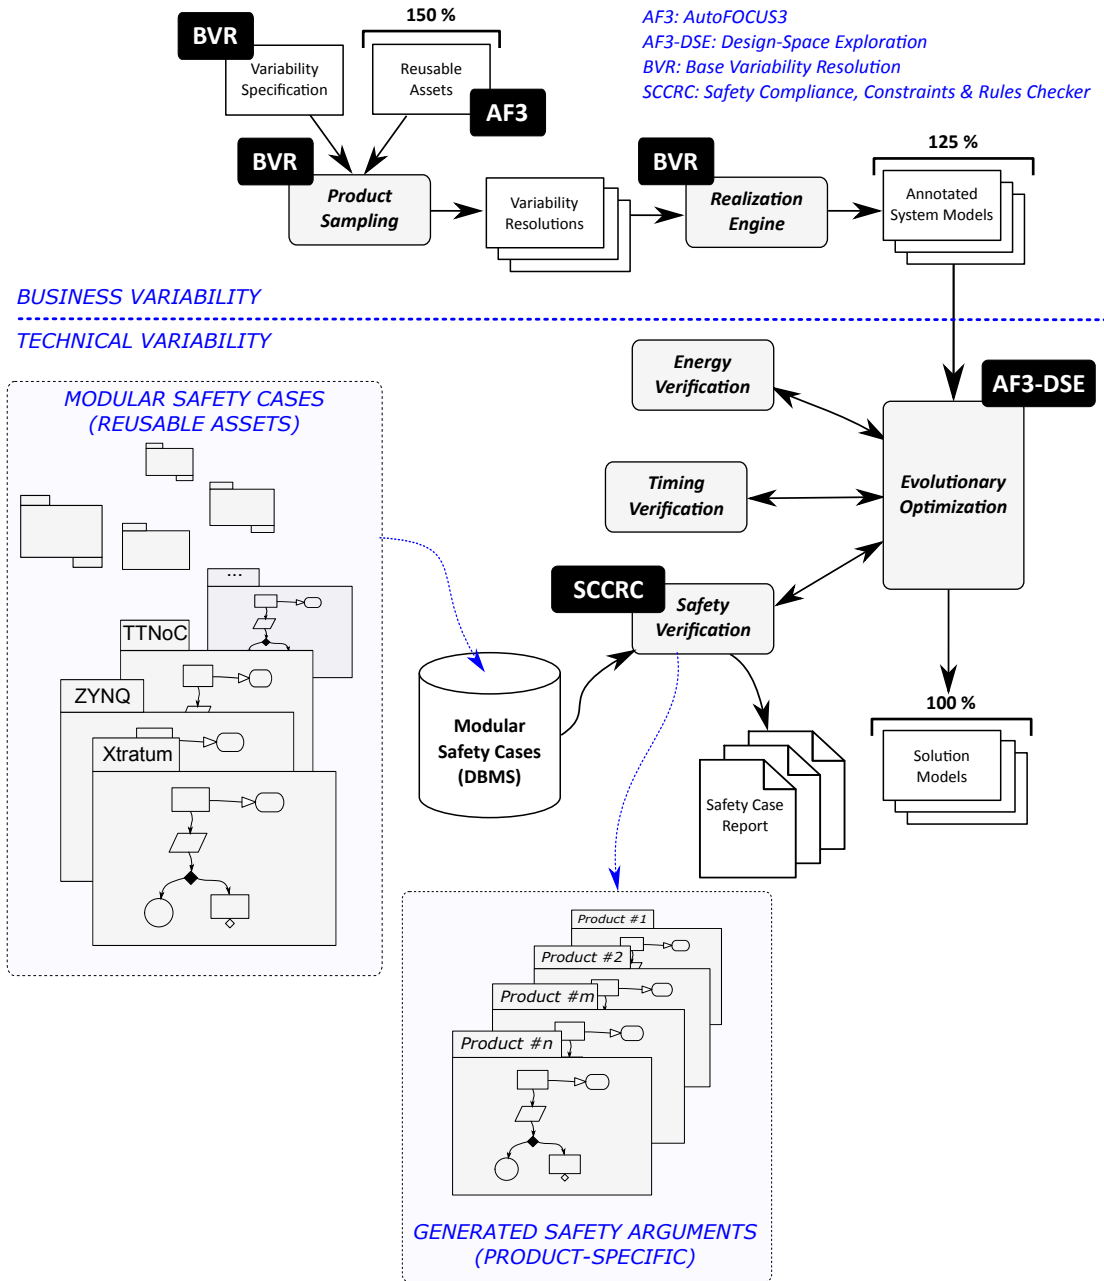 150 %
AF3: AutoFOCUS3
AF3-DSE: Design-Space Exploration
BVR: Base Variability Resolution
SCCRC: Safety Compliance, Constraints & Rules Checker
BVR
Variability
Specification
Reusable
Assets
AF3
BVR
Product
Sampling
Variability
Resolutions
BVR
Realization
Engine
125 %
Annotated
System Models
BUSINESS VARIABILITY
TECHNICAL VARIABILITY
MODULAR SAFETY CASES
(REUSABLE ASSETS)
...
TTNoC
ZYNQ
Xtratum
Energy
Verification
AF3-DSE
Timing
Verification
Evolutionary
Optimization
SCCRC
Safety
Verification
Modular
Safety Cases
(DBMS)
Safety Case
Report
100 %
Solution
Models
Product #1
Product #2
Product #m
Product #n
GENERATED SAFETY ARGUMENTS
(PRODUCT-SPECIFIC)